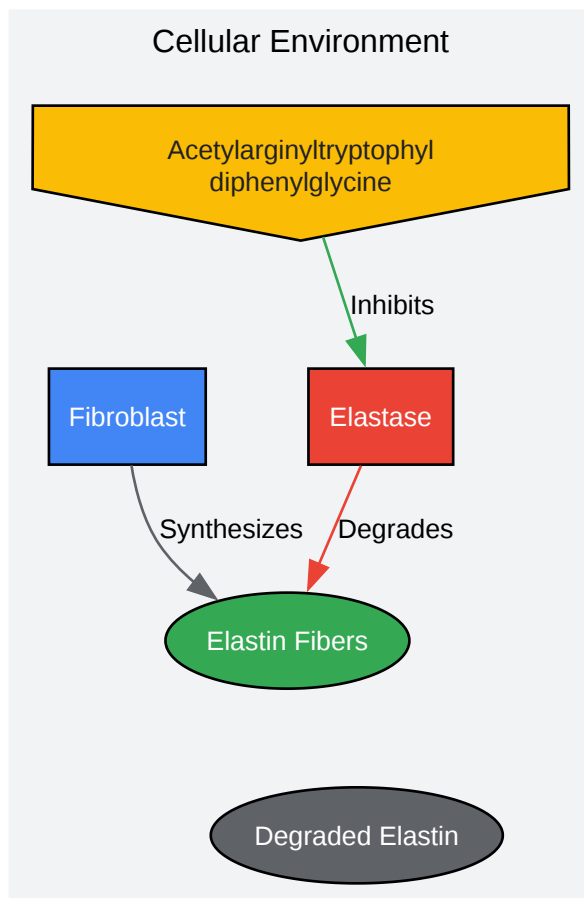 Cellular Environment
Acetylarginyltryptophyl
diphenylglycine
Inhibits
Fibroblast
Elastase
Synthesizes
Degrades
Elastin Fibers
Degraded Elastin